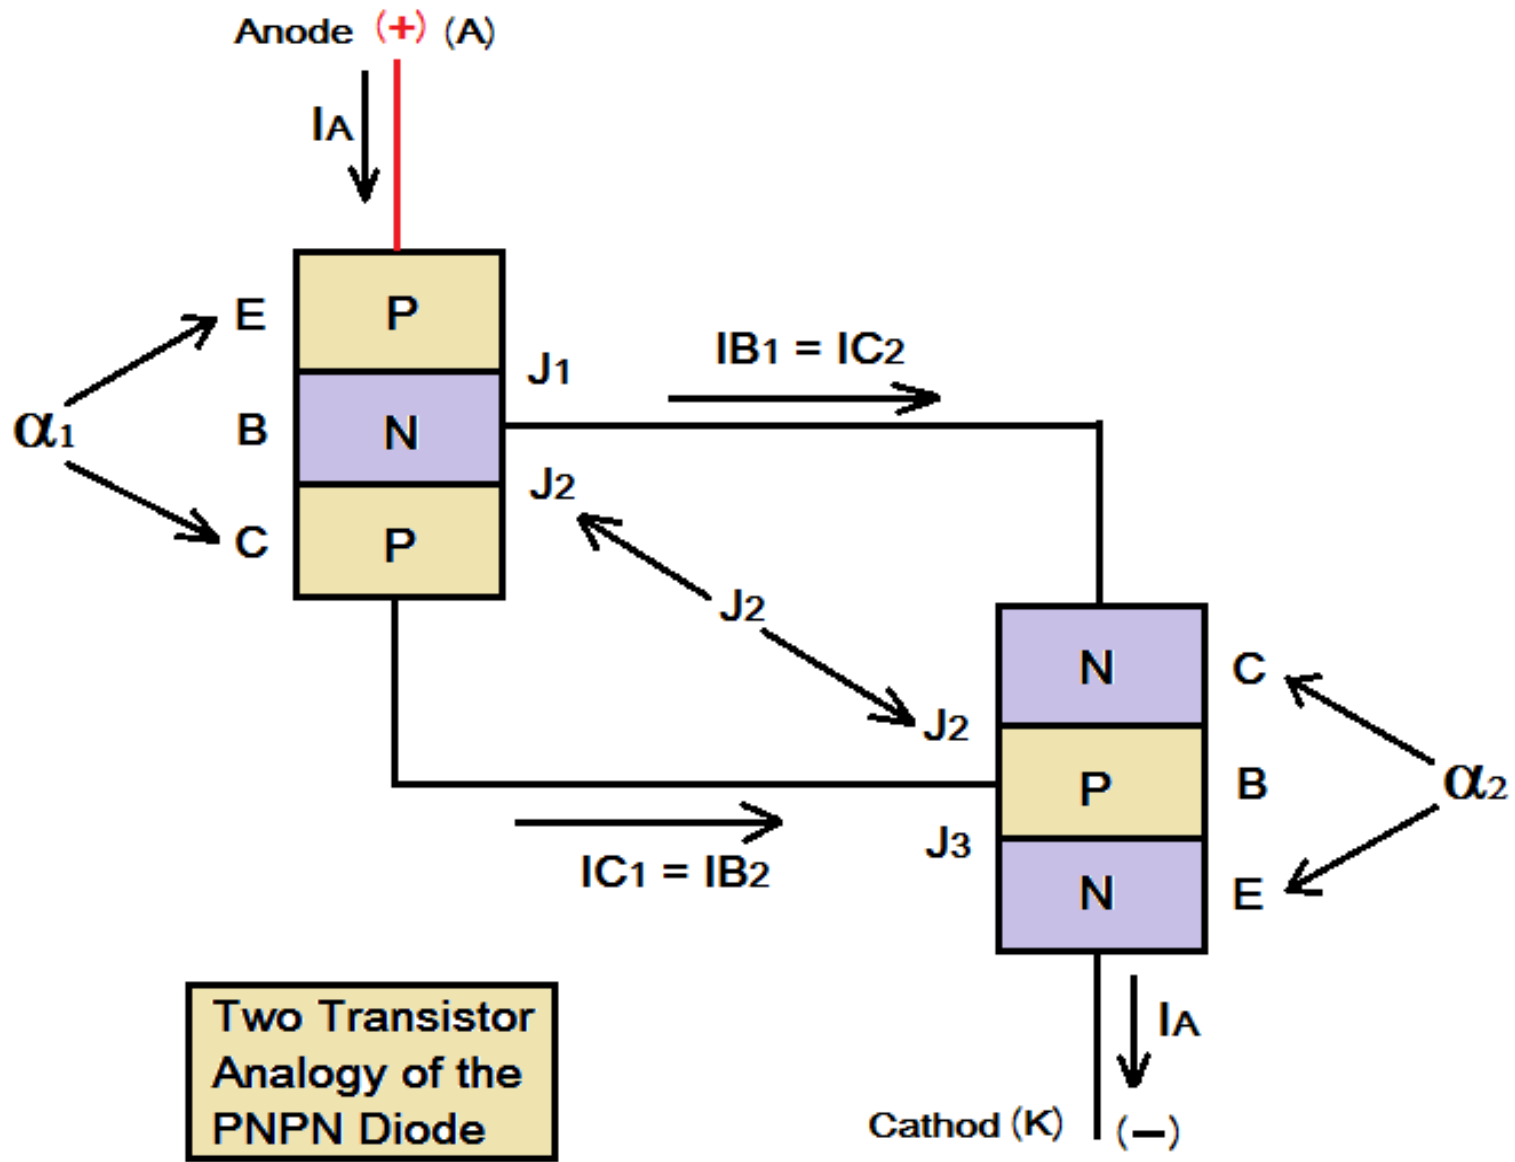 Anode (+) (A)
IA
E P
J1
IB1 = IC2
α1 B N
J2
C P
J2
N C
J2
P B α2
J3
IC1 = IB2
N E
Two Transistor
Analogy of the
PNPN Diode
IA
Cathod (K) (−)